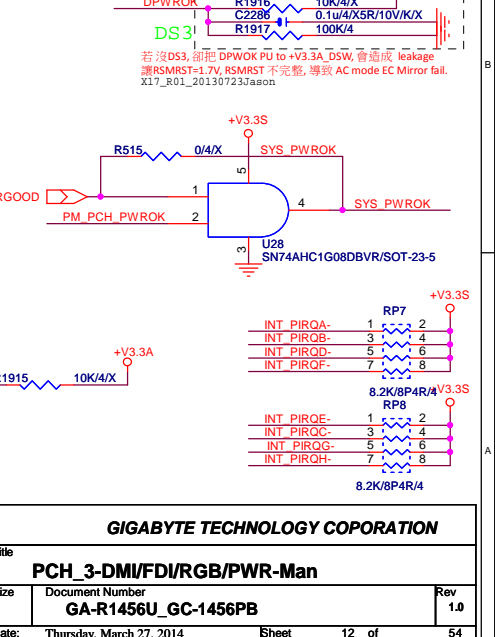 DPWROK
R1916
10K/4/X
C2286
0.1u/4/X5R/10V/K/X
R1917
100K/4
DS3
若沒DS3, 卻把 DPWOK PU to +V3.3A_DSW, 會造成 leakage
讓RSMRST=1.7V, RSMRST 不完整, 導致 AC mode EC Mirror fail.
X17_R01_20130723Jason
B
+V3.3S
R515
0/4/X
SYS_PWROK
5
RGOOD
1
4
SYS_PWROK
PM_PCH_PWROK
2
3
U28
SN74AHC1G08DBVR/SOT-23-5
+V3.3S
RP7
INT_PIRQA-
1
2
INT_PIRQB-
3
4
INT_PIRQD-
5
6
INT_PIRQF-
7
8
+V3.3A
1915
10K/4/X
8.2K/8P4R/4
+V3.3S
RP8
INT_PIRQE-
1
2
INT_PIRQC-
3
4
INT_PIRQG-
5
6
INT_PIRQH-
7
8
8.2K/8P4R/4
A
GIGABYTE TECHNOLOGY COPORATION
itle
PCH_3-DMI/FDI/RGB/PWR-Man
ize
Document Number
Rev
GA-R1456U_GC-1456PB
1.0
ate:
Thursday, March 27, 2014
Sheet
12
of
54